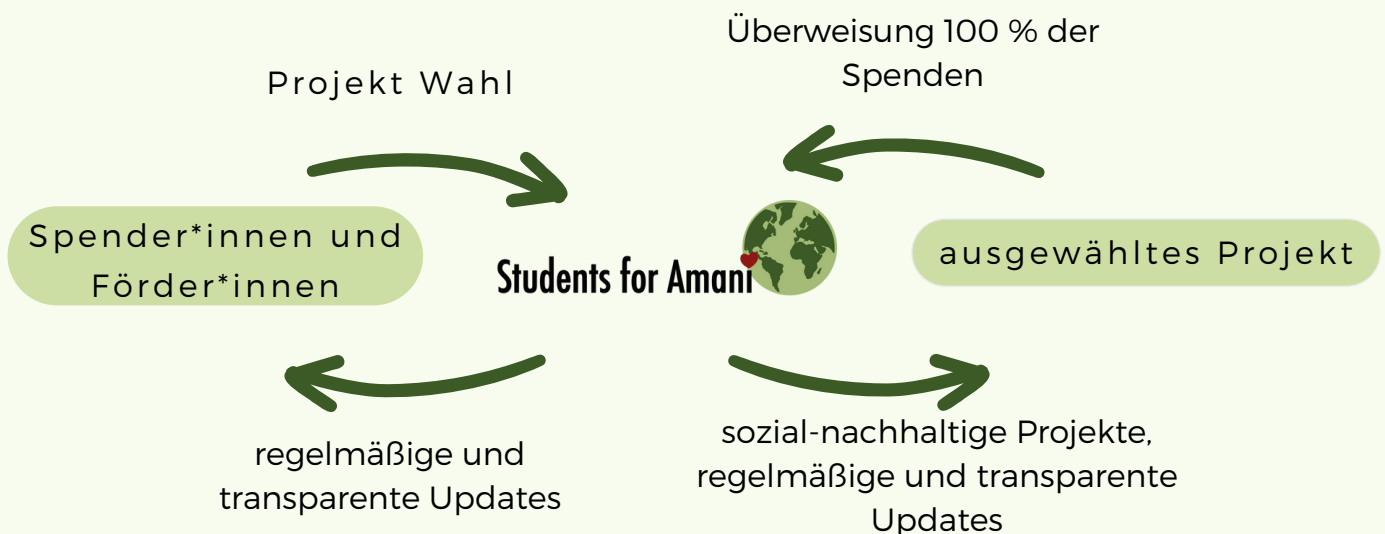 Überweisung 100 % der
Spenden
Projekt Wahl
Spender*innen und
Förder*innen
Students for Amani
ausgewähltes Projekt
regelmäßige und
transparente Updates
sozial-nachhaltige Projekte,
regelmäßige und transparente
Updates